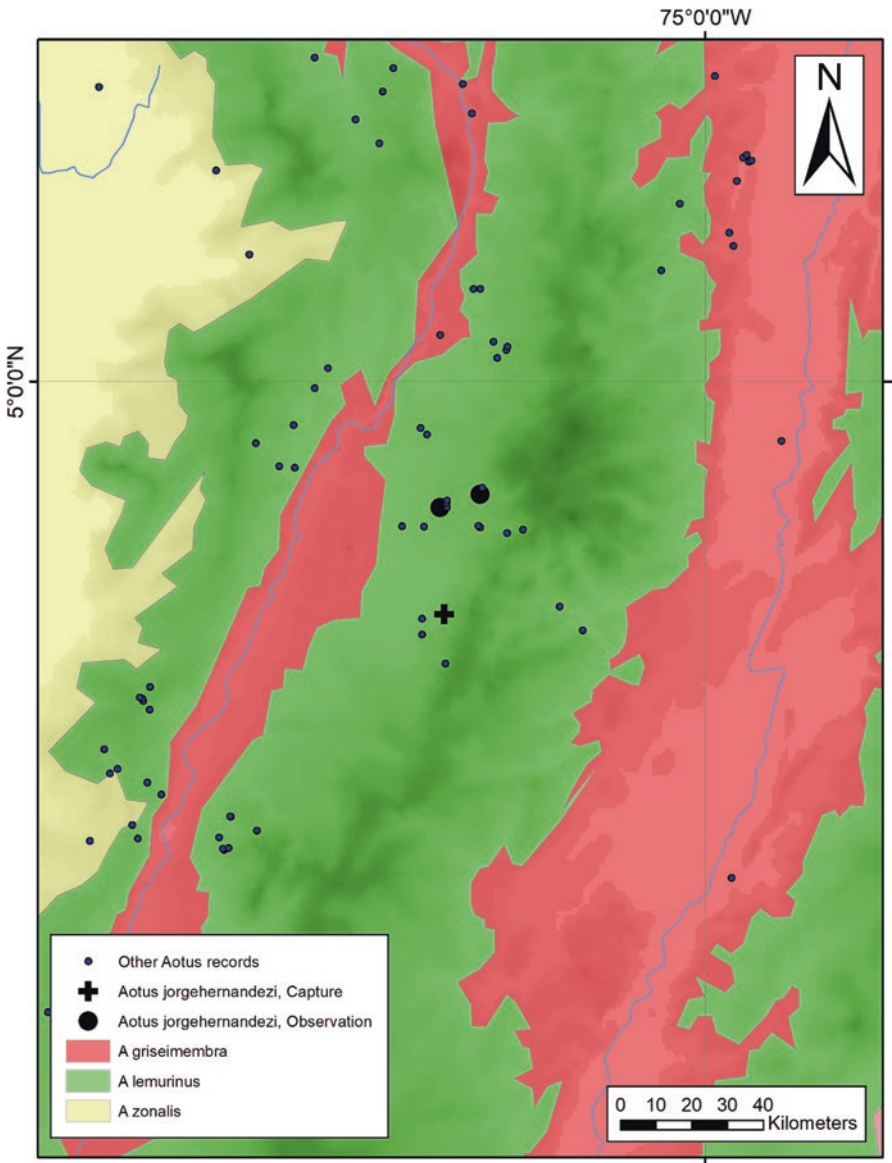 75°0'0"W
N
5°0'0"N
Other Aotus records
Aotus jorgehernandezi, Capture
Aotus jorgehernandezi, Observation
A griseimembra
A lemurinus
A zonalis
0 10 20 30 40
Kilometers